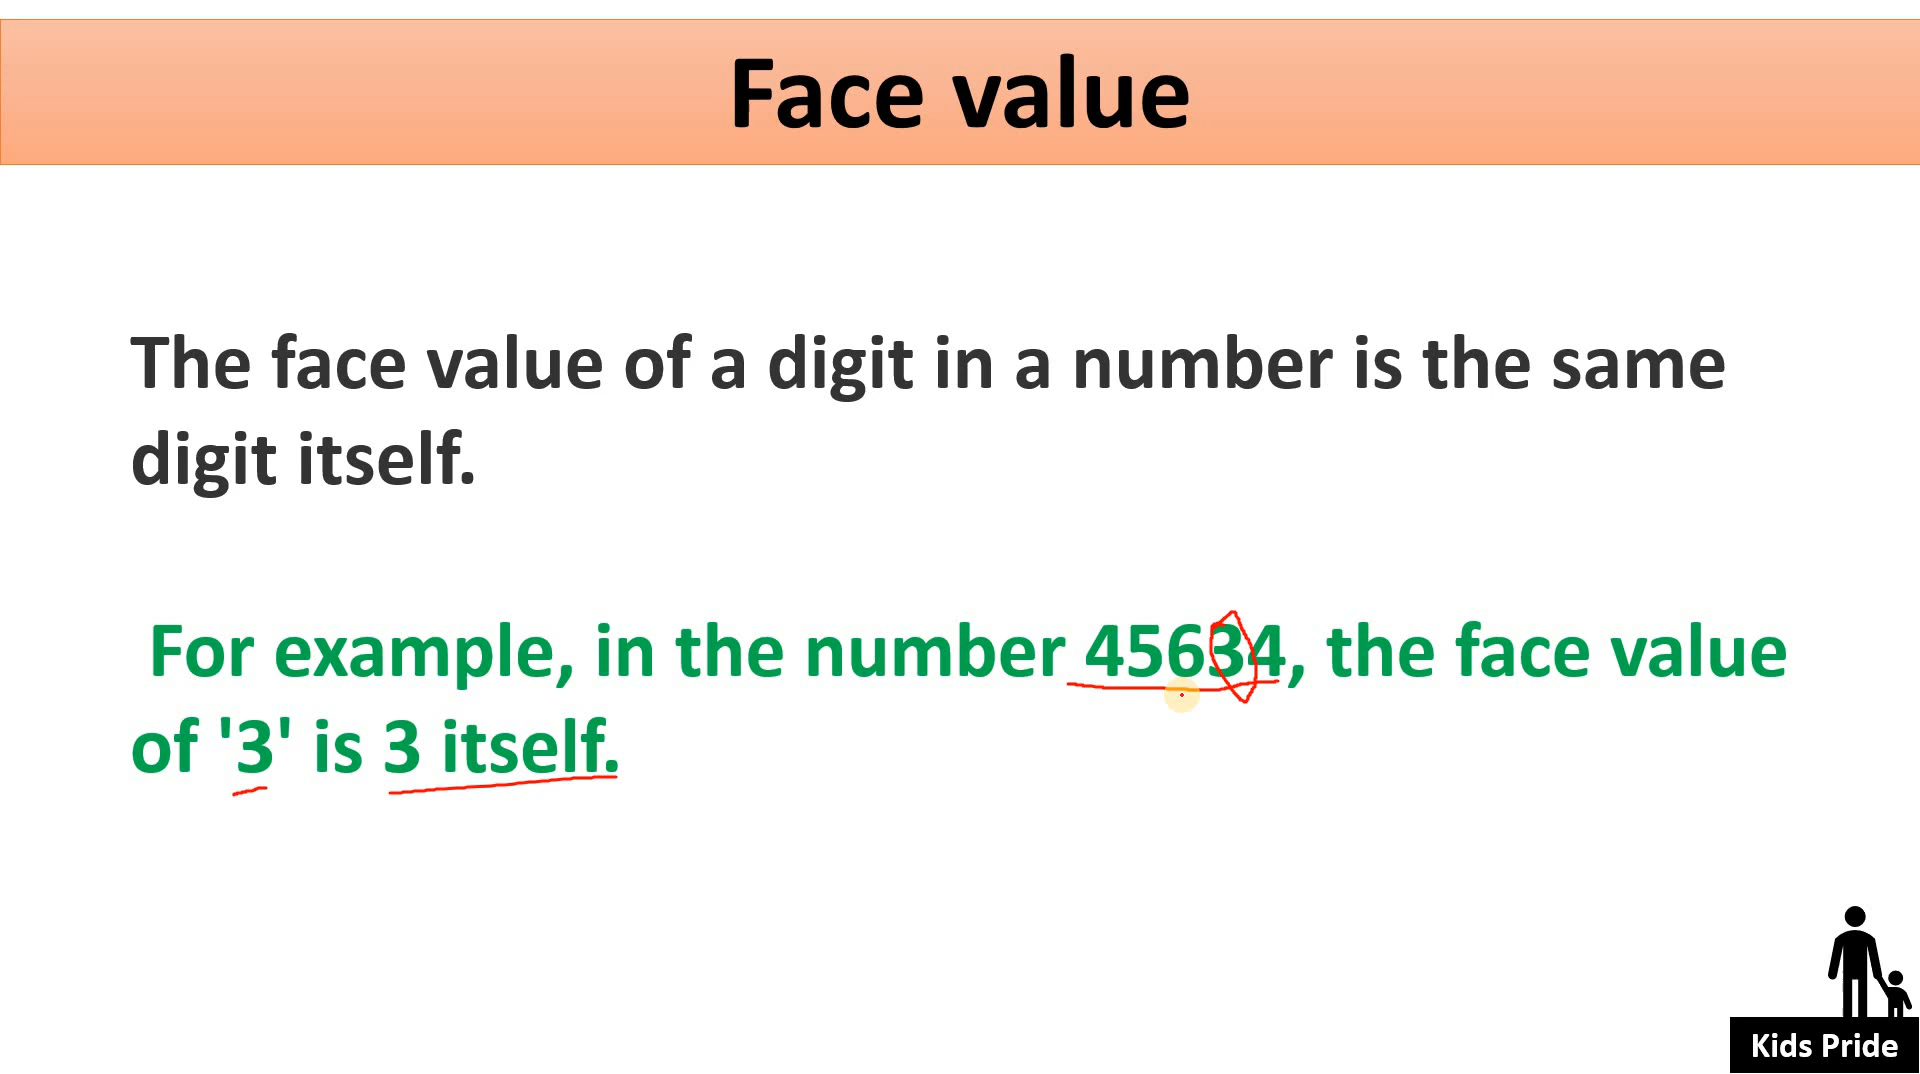 Face value
The face value of a digit in a number is the same
digit itself.
For example, in the number 45634, the face value
of '3' is 3 itself.
Kids Pride